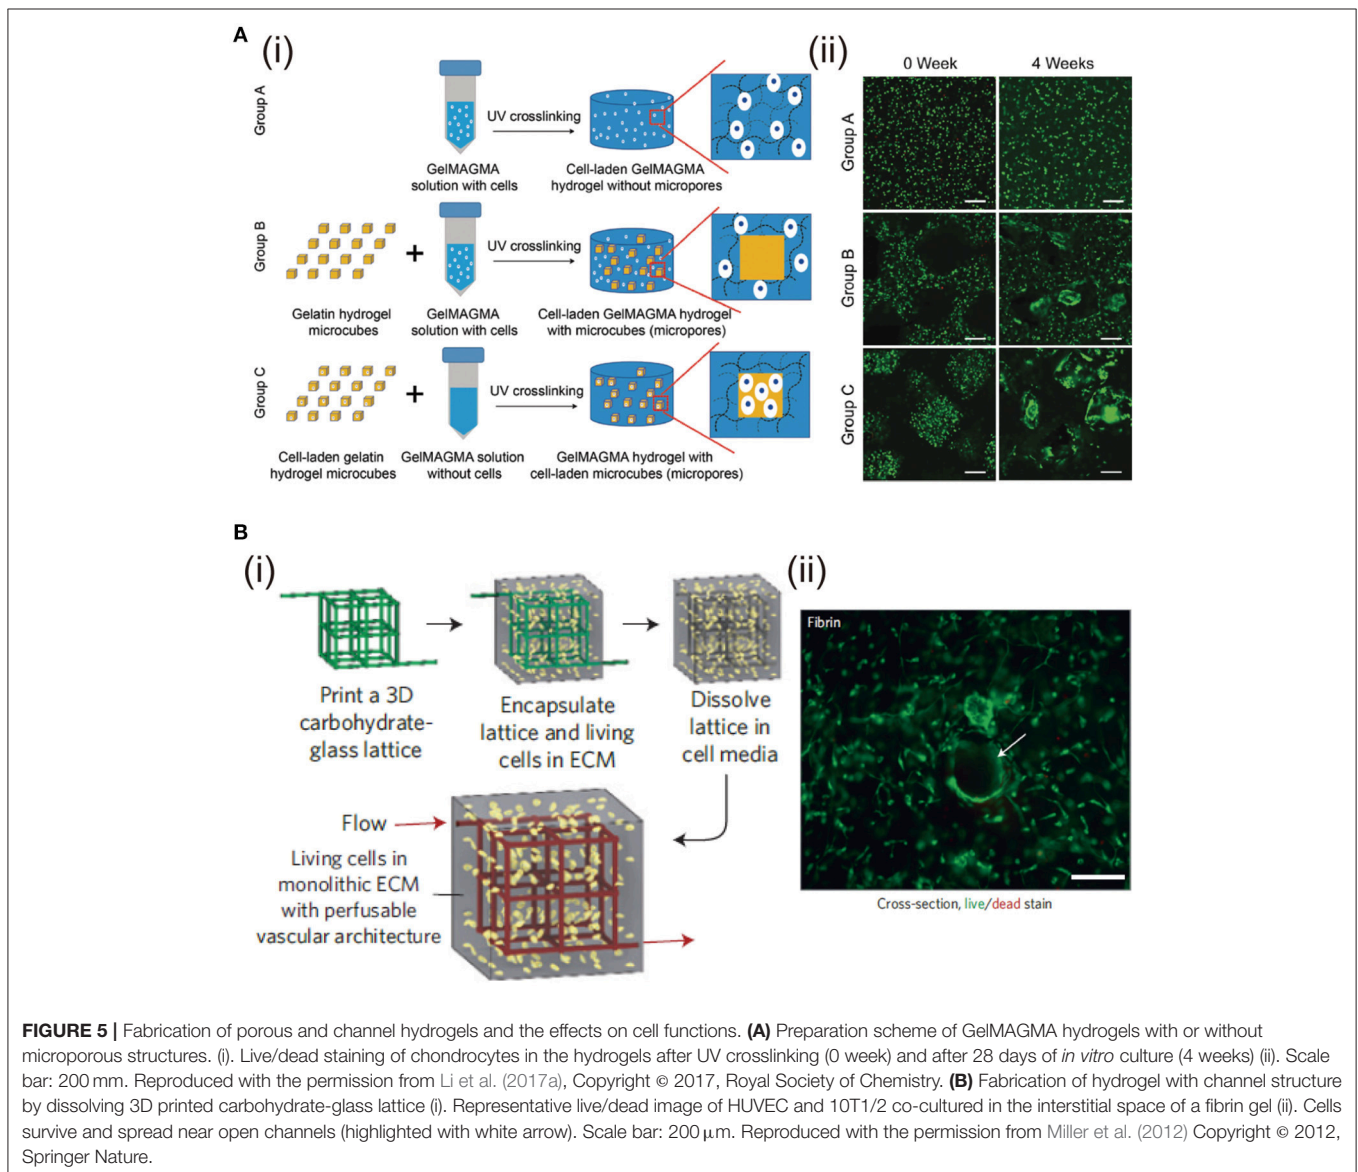 A
(i)
Group A
UV crosslinking
GelMAGMA
solution with cells
Cell-laden GelMAGMA
hydrogel without micropores
Group B
UV crosslinking
Gelatin hydrogel
microcubes
+
GelMAGMA
solution with cells
Cell-laden GelMAGMA hydrogel
with microcubes (micropores)
Group C
UV crosslinking
Cell-laden gelatin
hydrogel microcubes
+
GelMAGMA solution
without cells
GelMAGMA hydrogel with
cell-laden microcubes (micropores)
(ii)
0 Week
4 Weeks
Group A
Group B
Group C
B
(i)
Print a 3D
carbohydrate-
glass lattice
Encapsulate
lattice and living
cells in ECM
Dissolve
lattice in
cell media
Flow
Living cells in
monolithic ECM
with perfusable
vascular architecture
(ii)
Fibrin
Cross-section, live/dead stain
FIGURE 5 | Fabrication of porous and channel hydrogels and the effects on cell functions. (A) Preparation scheme of GelMAGMA hydrogels with or without
microporous structures. (i). Live/dead staining of chondrocytes in the hydrogels after UV crosslinking (0 week) and after 28 days of in vitro culture (4 weeks) (ii). Scale
bar: 200 mm. Reproduced with the permission from Li et al. (2017a), Copyright © 2017, Royal Society of Chemistry. (B) Fabrication of hydrogel with channel structure
by dissolving 3D printed carbohydrate-glass lattice (i). Representative live/dead image of HUVEC and 10T1/2 co-cultured in the interstitial space of a fibrin gel (ii). Cells
survive and spread near open channels (highlighted with white arrow). Scale bar: 200 μm. Reproduced with the permission from Miller et al. (2012) Copyright © 2012,
Springer Nature.